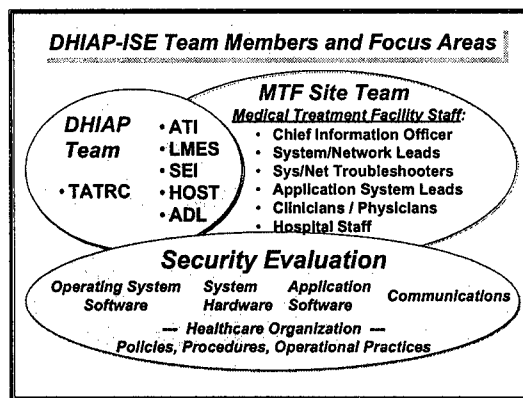 DHIAP-ISE Team Members and Focus Areas
DHIAP
Team
• TATRC
• ATI
• LMES
• SEI
• HOST
• ADL
MTF Site Team
Medical Treatment Facility Staff:
• Chief Information Officer
• System/Network Leads
• Sys/Net Troubleshooters
• Application System Leads
• Clinicians / Physicians
• Hospital Staff
Security Evaluation
Operating System
Software
System
Hardware
Application
Software
Communications
— Healthcare Organization —
Policies, Procedures, Operational Practices